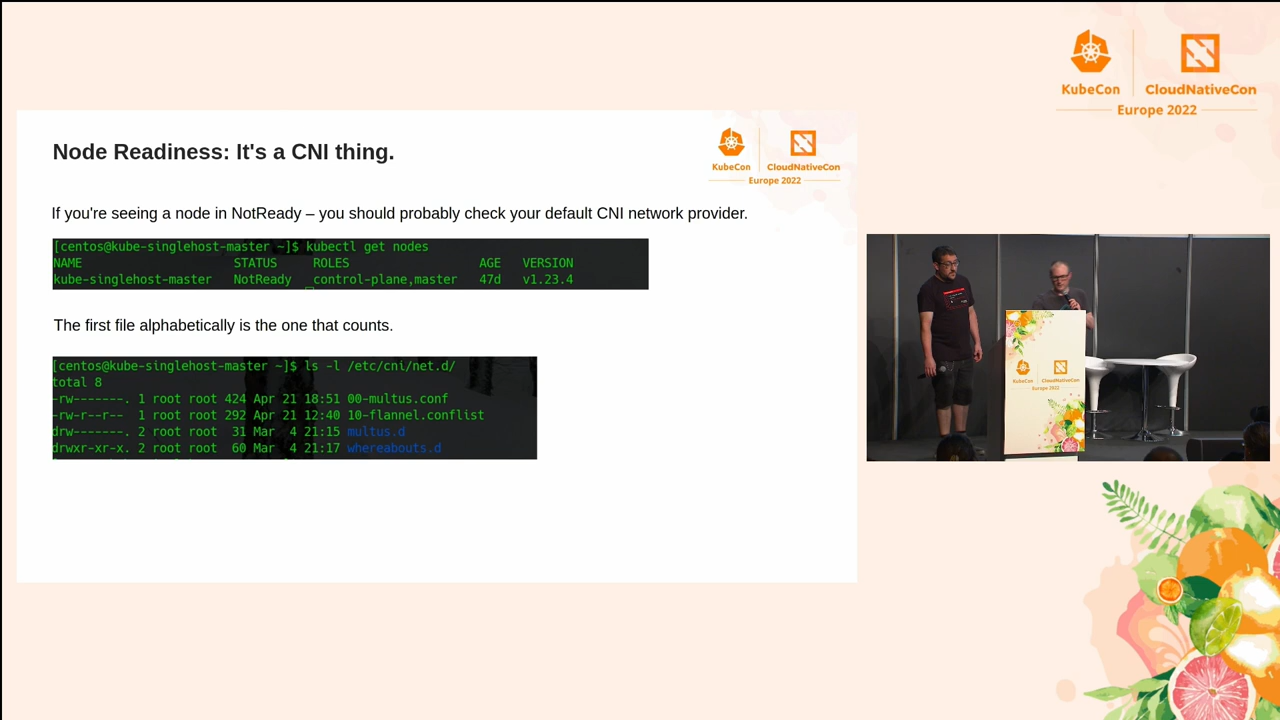 KubeCon
CloudNativeCon
Europe 2022
Node Readiness: It's a CNI thing.
KubeCon
CloudNativeCon
Europe 2022
If you're seeing a node in NotReady – you should probably check your default CNI network provider.
[centos@kube-singlehost-master ~]$ kubectl get nodes
NAME STATUS ROLES AGE VERSION
kube-singlehost-master NotReady control-plane,master 47d v1.23.4
The first file alphabetically is the one that counts.
[centos@kube-singlehost-master ~]$ ls -l /etc/cni/net.d/
total 8
-rw-------. 1 root root 424 Apr 21 18:51 00-multus.conf
-rw-r--r-- 1 root root 292 Apr 21 12:40 10-flannel.conflist
drw-------. 2 root root 31 Mar 4 21:15 multus.d
drwxr-xr-x. 2 root root 60 Mar 4 21:17 whereabouts.d
KubeCon
CloudNativeCon
Europe 2022